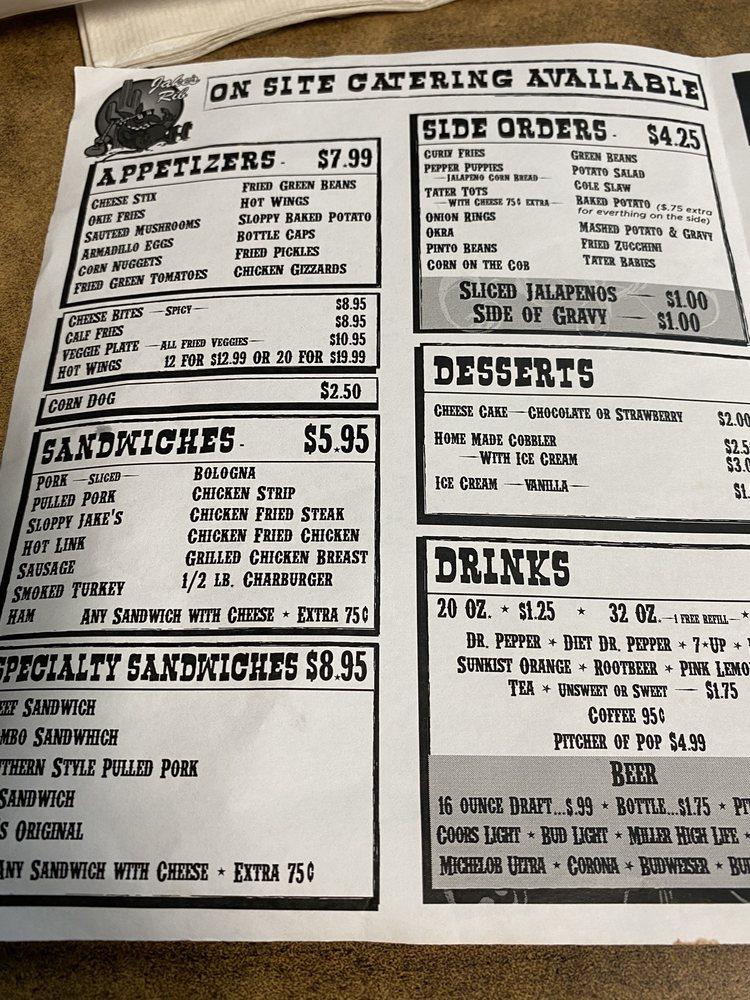 Jake's
Rib
ON SITE CATERING AVAILABLE
APPETIZERS - $7.99
CHEESE STIX
OKIE FRIES
SAUTEED MUSHROOMS
ARMADILLO EGGS
CORN NUGGETS
FRIED GREEN TOMATOES
FRIED GREEN BEANS
HOT WINGS
SLOPPY BAKED POTATO
BOTTLE CAPS
FRIED PICKLES
CHICKEN GIZZARDS
CHEESE BITES —SPICY— $8.95
CALF FRIES $8.95
VEGGIE PLATE —ALL FRIED VEGGIES— $10.95
HOT WINGS 12 FOR $12.99 OR 20 FOR $19.99
CORN DOG $2.50
SANDWICHES - $5.95
PORK —SLICED—
PULLED PORK
SLOPPY JAKE'S
HOT LINK
SAUSAGE
SMOKED TURKEY
HAM
BOLOGNA
CHICKEN STRIP
CHICKEN FRIED STEAK
CHICKEN FRIED CHICKEN
GRILLED CHICKEN BREAST
1/2 LB. CHARBURGER
ANY SANDWICH WITH CHEESE * EXTRA 75¢
SPECIALTY SANDWICHES $8.95
EEF SANDWICH
MBO SANDWHICH
THERN STYLE PULLED PORK
SANDWICH
'S ORIGINAL
ANY SANDWICH WITH CHEESE * EXTRA 75¢
SIDE ORDERS - $4.25
CURLY FRIES
PEPPER PUPPIES
—JALAPENO CORN BREAD—
TATER TOTS
—WITH CHEESE 75¢ EXTRA—
ONION RINGS
OKRA
PINTO BEANS
CORN ON THE COB
GREEN BEANS
POTATO SALAD
COLE SLAW
BAKED POTATO ($.75 extra
for everthing on the side)
MASHED POTATO & GRAVY
FRIED ZUCCHINI
TATER BABIES
SLICED JALAPENOS — $1.00
SIDE OF GRAVY — $1.00
DESSERTS
CHEESE CAKE —CHOCOLATE OR STRAWBERRY $2.00
HOME MADE COBBLER $2.5
—WITH ICE CREAM $3.0
ICE CREAM —VANILLA— $1.
DRINKS
20 OZ. * $1.25 * 32 OZ. —1 FREE REFILL— *
DR. PEPPER * DIET DR. PEPPER * 7*UP *
SUNKIST ORANGE * ROOTBEER * PINK LEMO
TEA * UNSWEET OR SWEET — $1.75
COFFEE 95¢
PITCHER OF POP $4.99
BEER
16 OUNCE DRAFT...$.99 * BOTTLE...$1.75 * PI
COORS LIGHT * BUD LIGHT * MILLER HIGH LIFE *
MICHELOB ULTRA * CORONA * BUDWEISER * BU